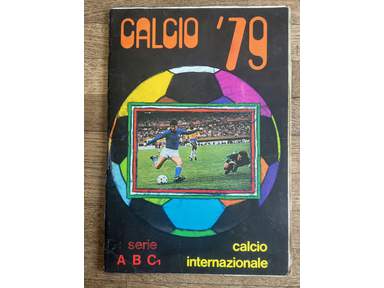 CALCIO '79
serie
A B C1
calcio
internazionale